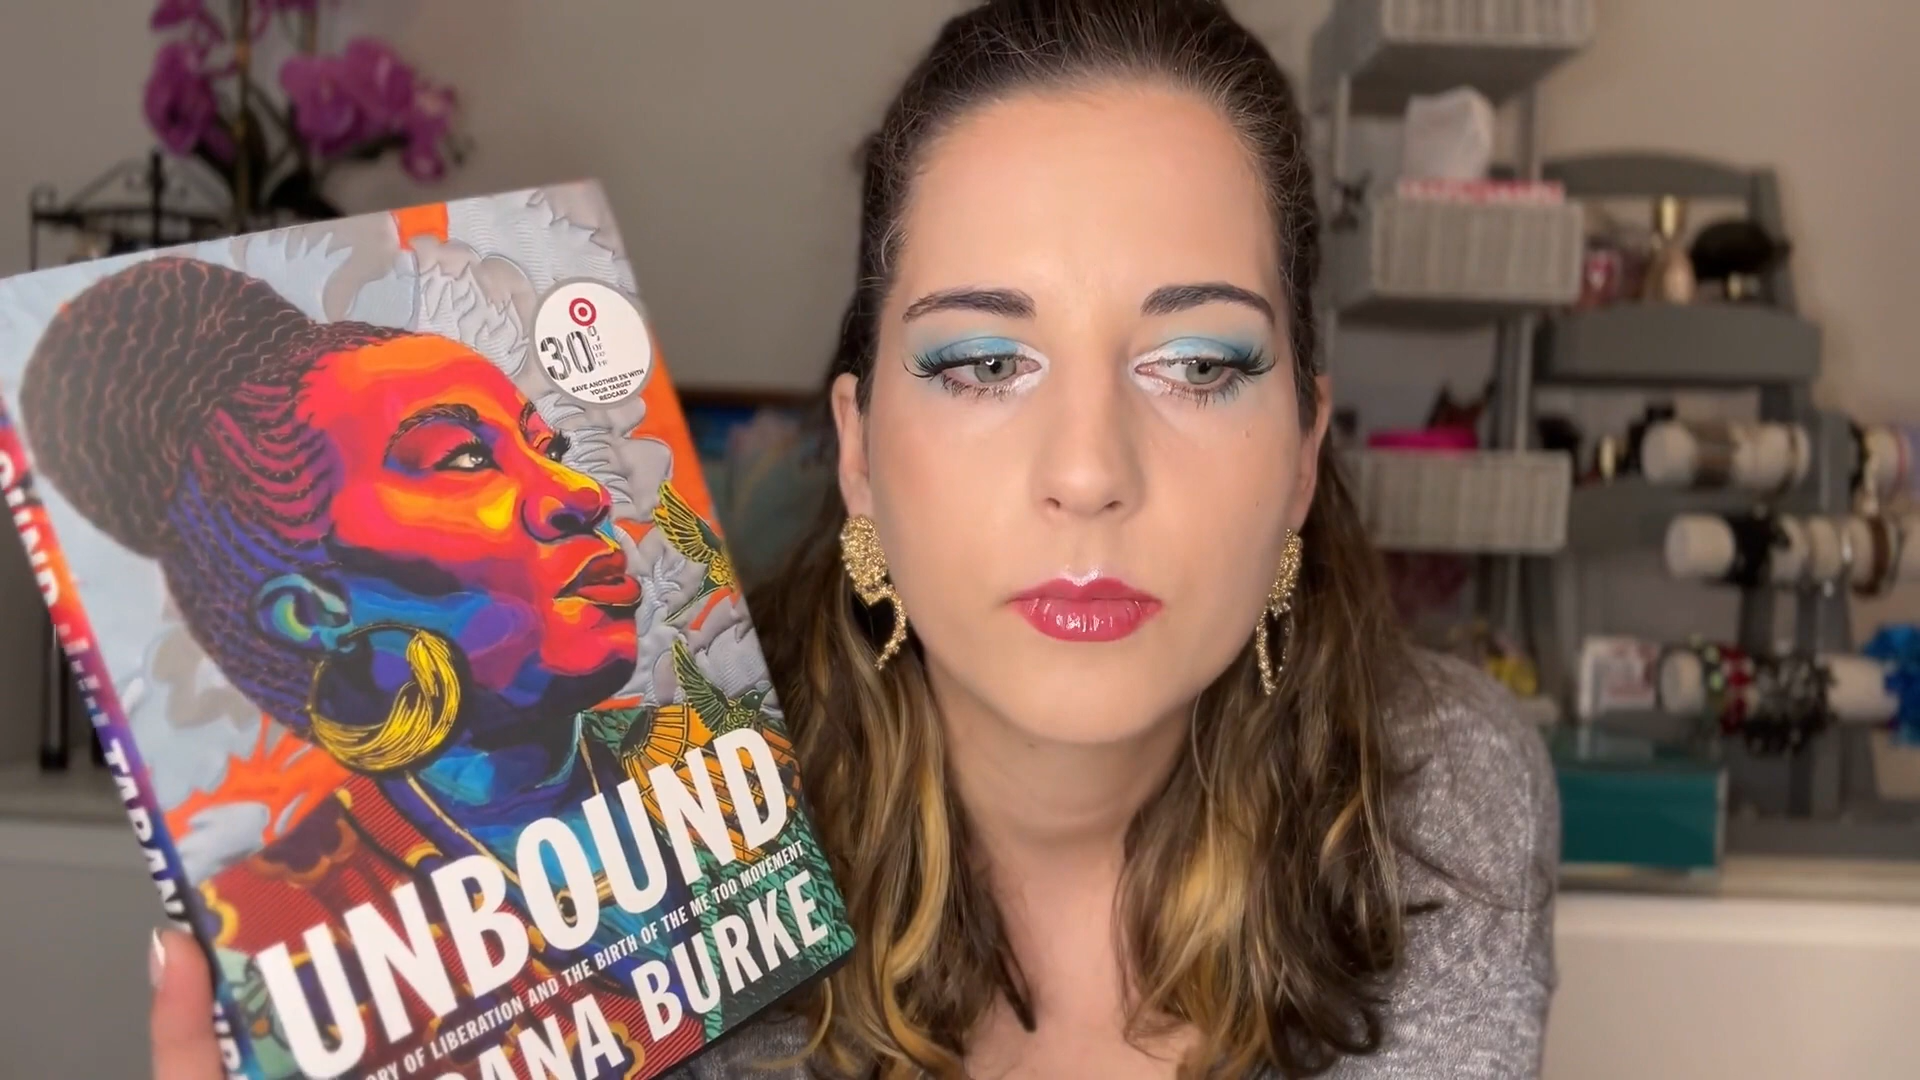 30%
SAVE ANOTHER 5% WITH
YOUR TARGET
REDCARD
UNBOUND
OF LIBERATION AND THE BIRTH OF THE ME TOO MOVEMENT
BURKE